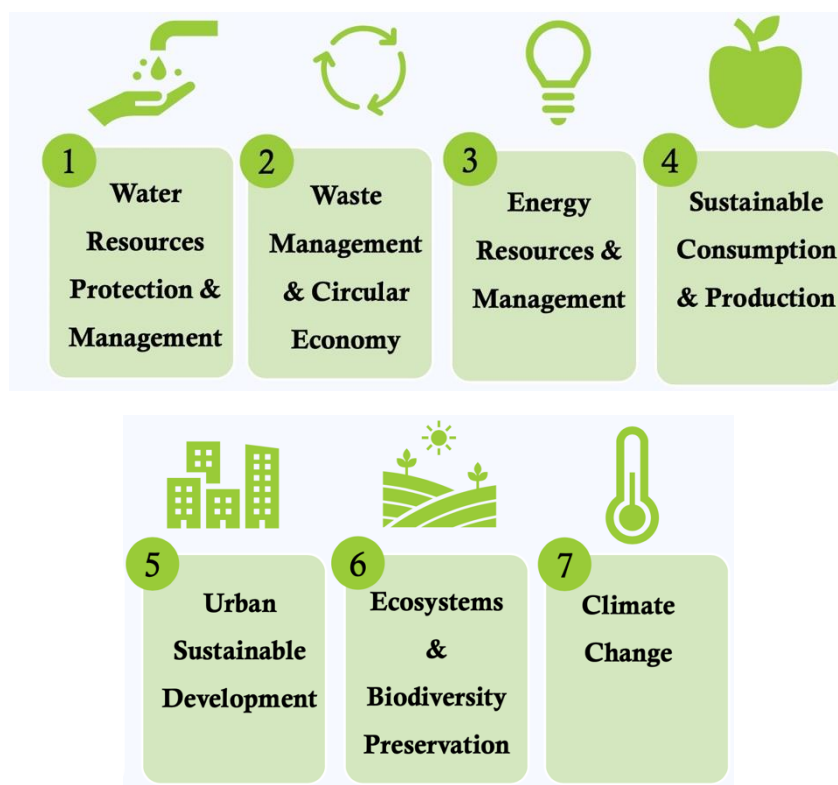 1
Water
Resources
Protection &
Management
2
Waste
Management
& Circular
Economy
3
Energy
Resources &
Management
4
Sustainable
Consumption
& Production
5
Urban
Sustainable
Development
6
Ecosystems
&
Biodiversity
Preservation
7
Climate
Change